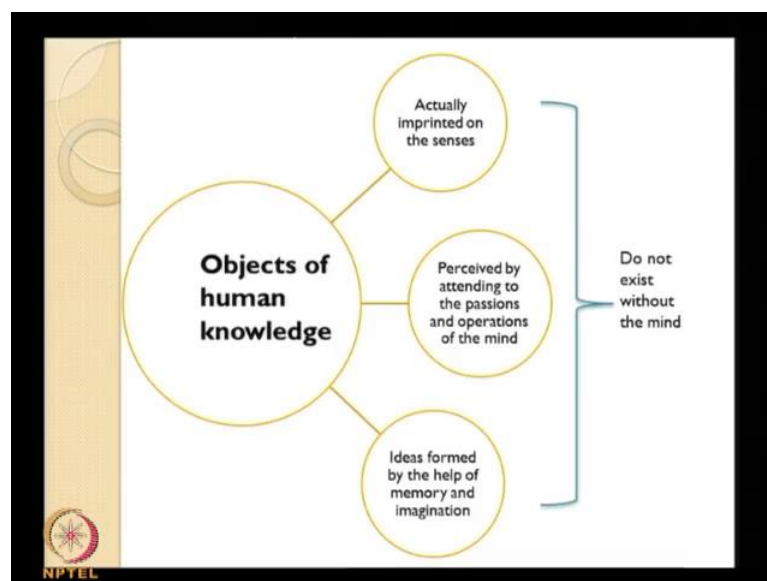 Actually
imprinted on
the senses
Objects of
human
knowledge
Perceived by
attending to
the passions
and operations
of the mind
Do not
exist
without
the mind
Ideas formed
by the help of
memory and
imagination
NPTEL